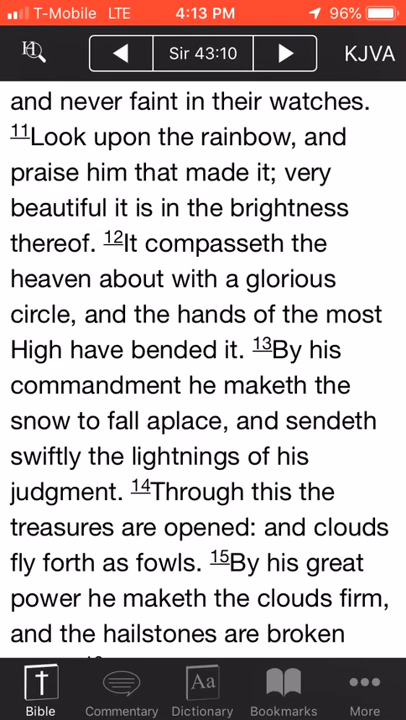 T-Mobile LTE 4:13 PM 96%
Sir 43:10 KJVA
and never faint in their watches.
11Look upon the rainbow, and
praise him that made it; very
beautiful it is in the brightness
thereof. 12It compasseth the
heaven about with a glorious
circle, and the hands of the most
High have bended it. 13By his
commandment he maketh the
snow to fall aplace, and sendeth
swiftly the lightnings of his
judgment. 14Through this the
treasures are opened: and clouds
fly forth as fowls. 15By his great
power he maketh the clouds firm,
and the hailstones are broken
Aa
Bible Commentary Dictionary Bookmarks More